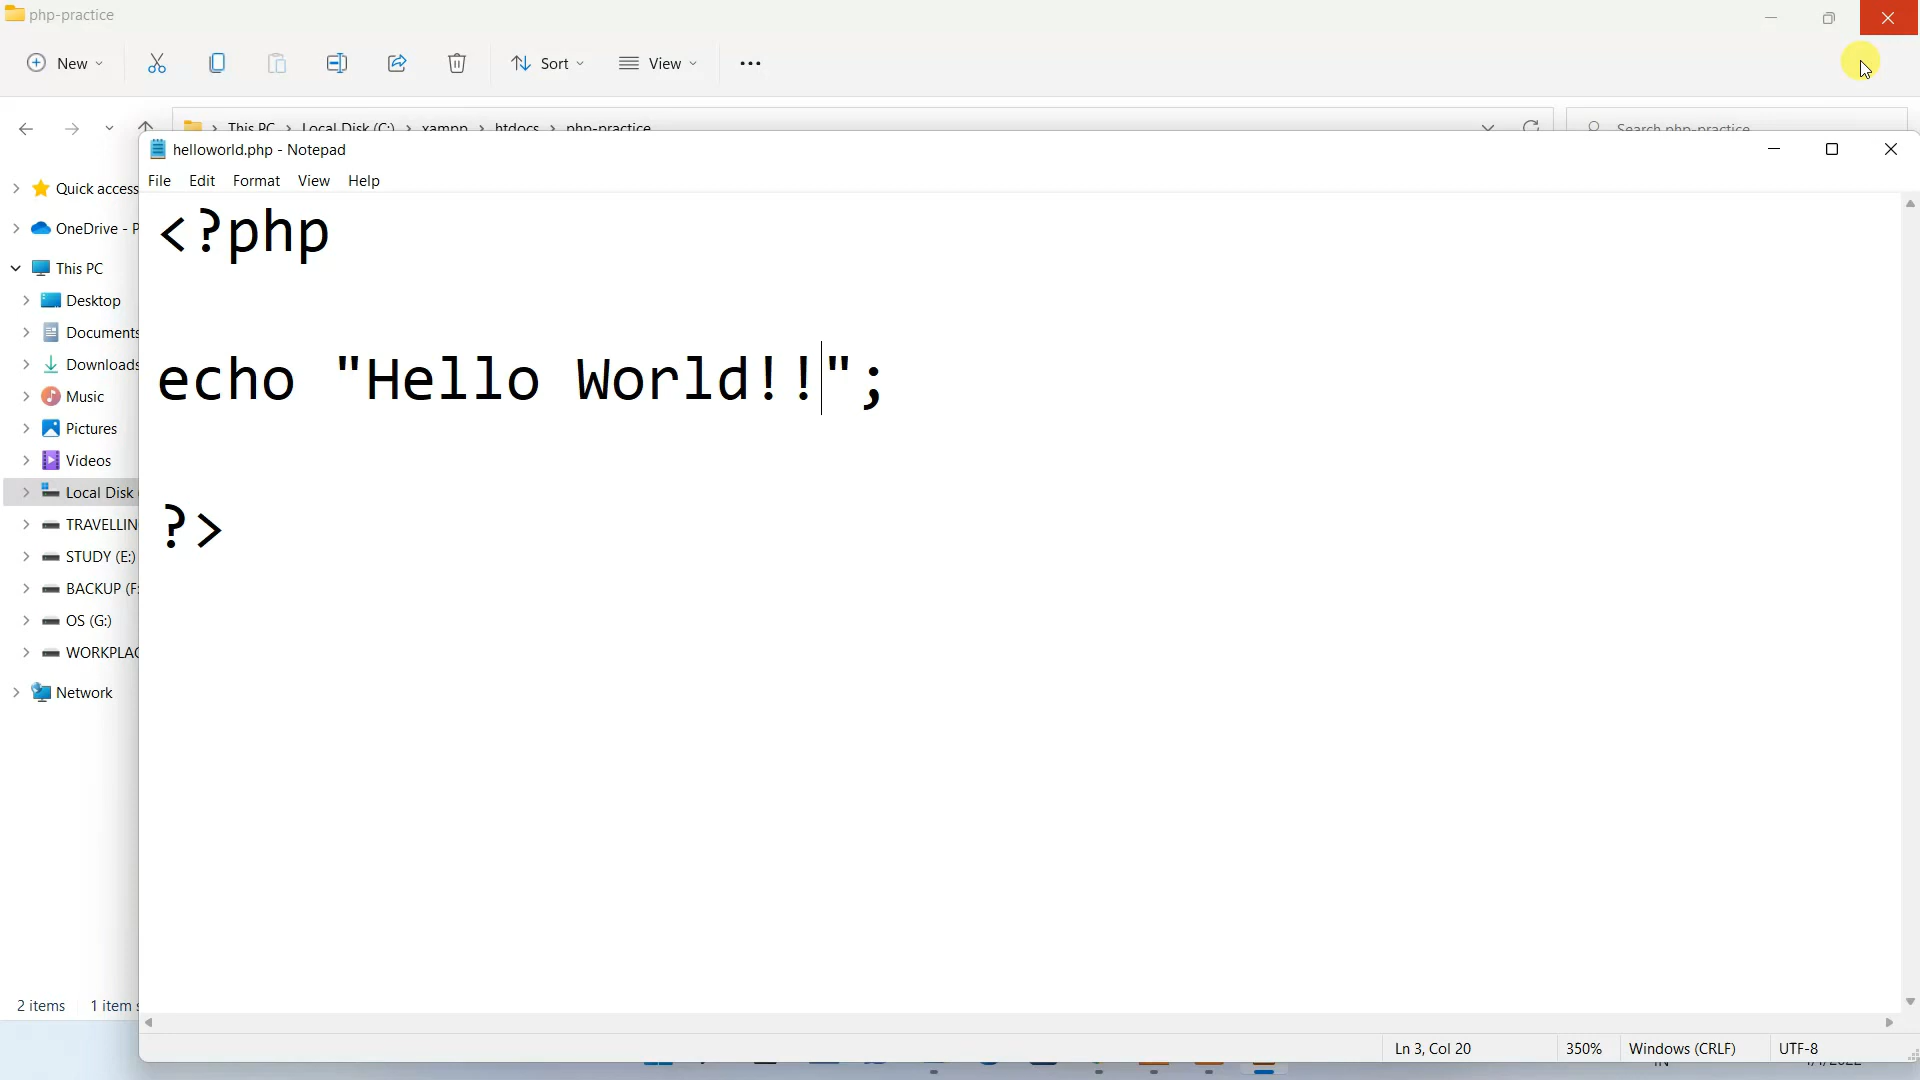 php-practice
New
Sort
View
This PC > Local Disk (C:) > xampp > htdocs > php-practice
Search php-practice
helloworld.php - Notepad
File Edit Format View Help
Quick access
OneDrive - P
This PC
Desktop
Documents
Downloads
Music
Pictures
Videos
Local Disk
TRAVELLIN
STUDY (E:)
BACKUP (F:
OS (G:)
WORKPLAC
Network
<?php
echo "Hello World!!";
?>
2 items
1 item s
Ln 3, Col 20
350%
Windows (CRLF)
UTF-8